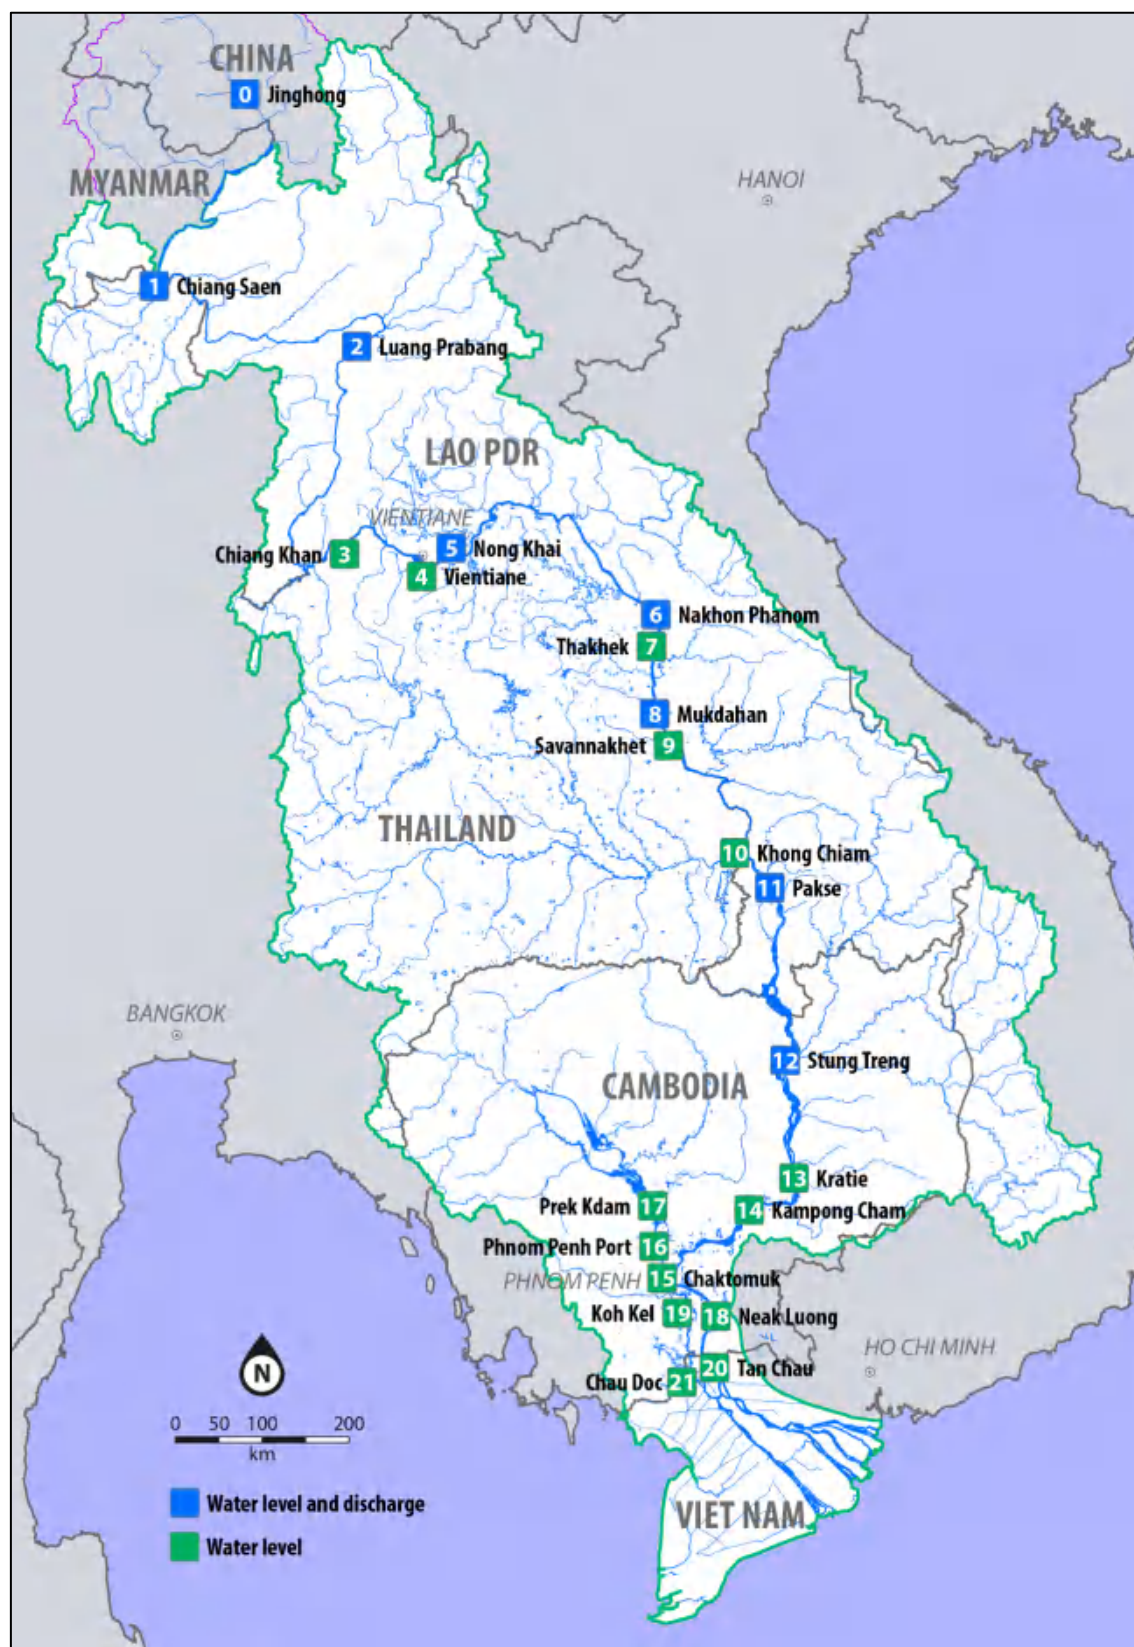 CHINA
0 Jinghong
MYANMAR
HANOI
1 Chiang Saen
2 Luang Prabang
LAO PDR
VIENTIANE
Chiang Khan 3
5 Nong Khai
4 Vientiane
6 Nakhon Phanom
Thakhek 7
8 Mukdahan
Savannakhet 9
THAILAND
10 Khong Chiam
11 Pakse
BANGKOK
12 Stung Treng
CAMBODIA
13 Kratie
Prek Kdam 17
14 Kampong Cham
Phnom Penh Port 16
PHNOM PENH 15 Chaktomuk
Koh Kel 19
18 Neak Luong
HO CHI MINH
20 Tan Chau
Chau Doc 21
N
0 50 100 200
km
Water level and discharge
VIET NAM
Water level